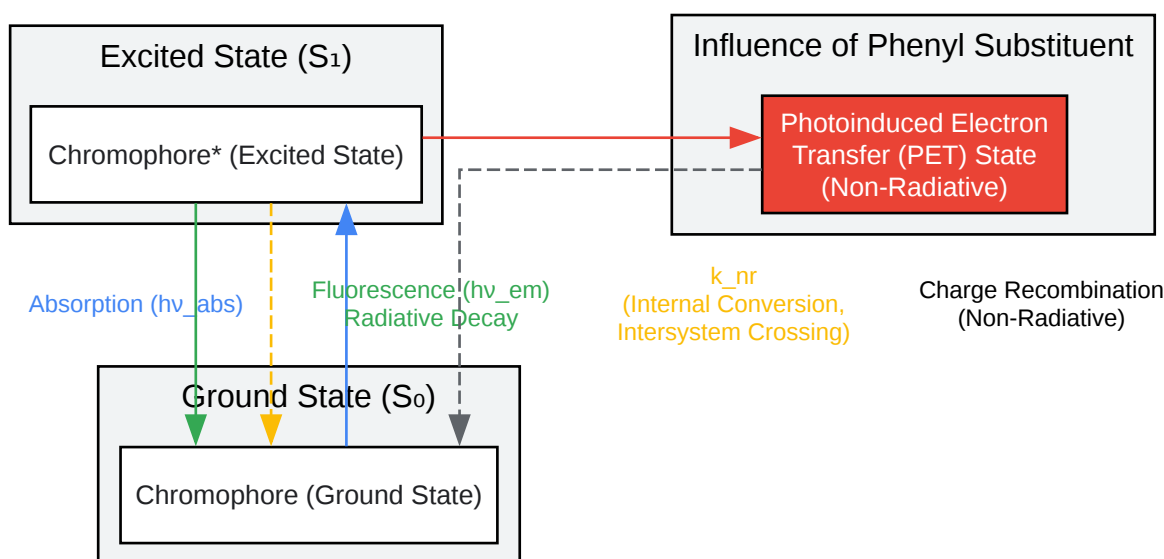 Excited State (S₁)
Chromophore* (Excited State)
Influence of Phenyl Substituent
Photoinduced Electron
Transfer (PET) State
(Non-Radiative)
Absorption (hν_abs)
Fluorescence (hν_em)
Radiative Decay
k_nr
(Internal Conversion,
Intersystem Crossing)
Charge Recombination
(Non-Radiative)
Ground State (S₀)
Chromophore (Ground State)